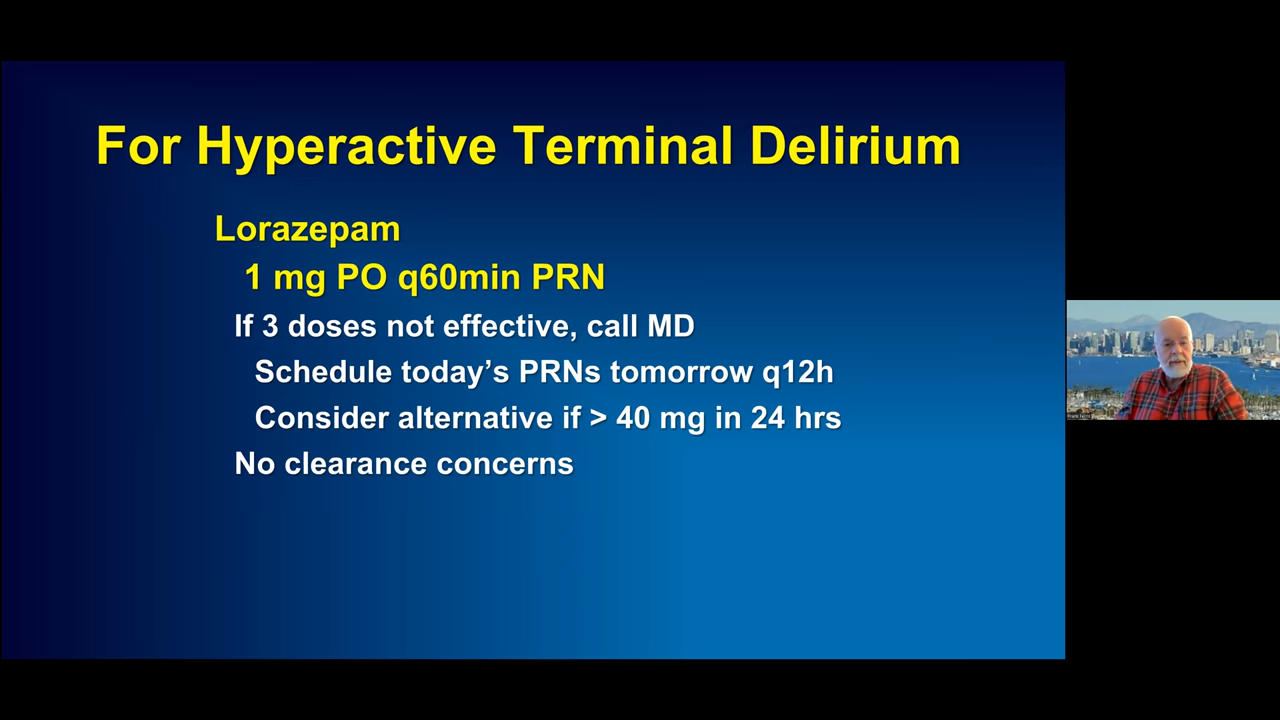 For Hyperactive Terminal Delirium
Lorazepam
1 mg PO q60min PRN
If 3 doses not effective, call MD
Schedule today’s PRNs tomorrow q12h
Consider alternative if > 40 mg in 24 hrs
No clearance concerns